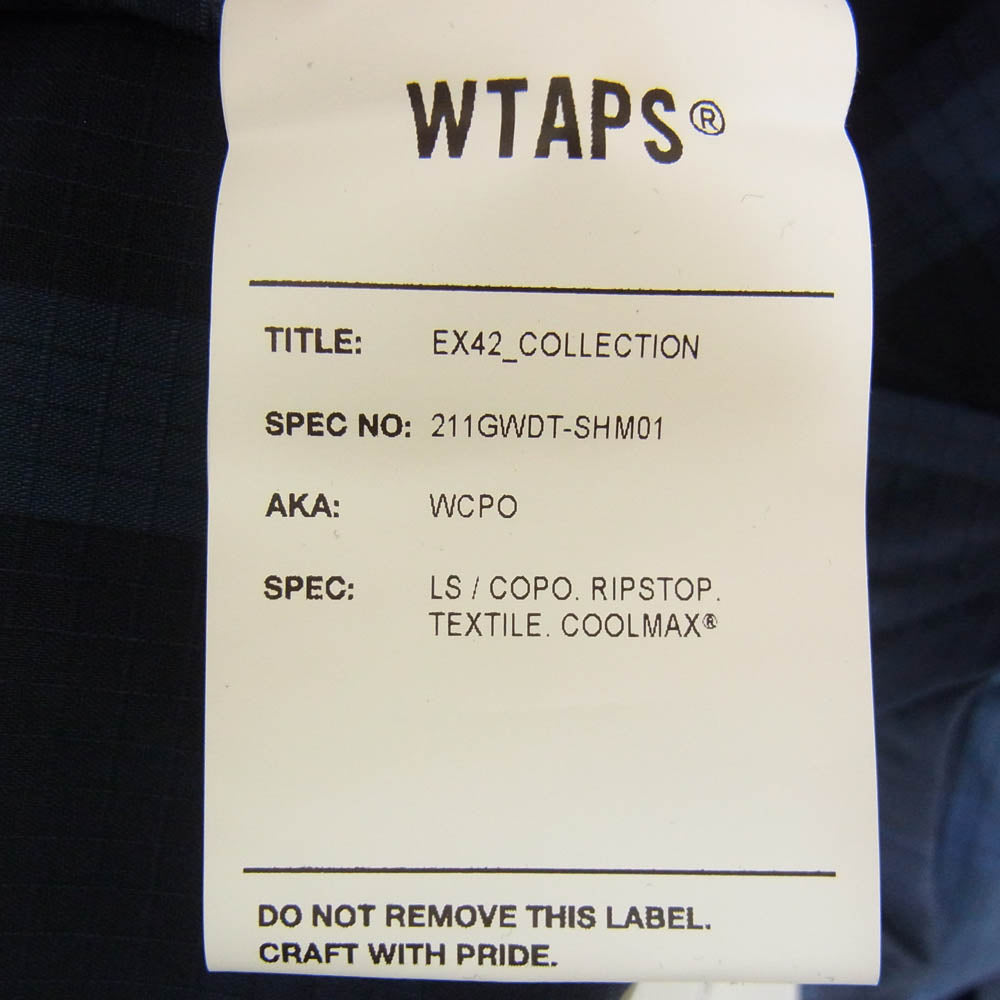 WTAPS®
TITLE: EX42_COLLECTION
SPEC NO: 211GWDT-SHM01
AKA: WCPO
SPEC: LS / COPO. RIPSTOP.
TEXTILE. COOLMAX®
DO NOT REMOVE THIS LABEL.
CRAFT WITH PRIDE.